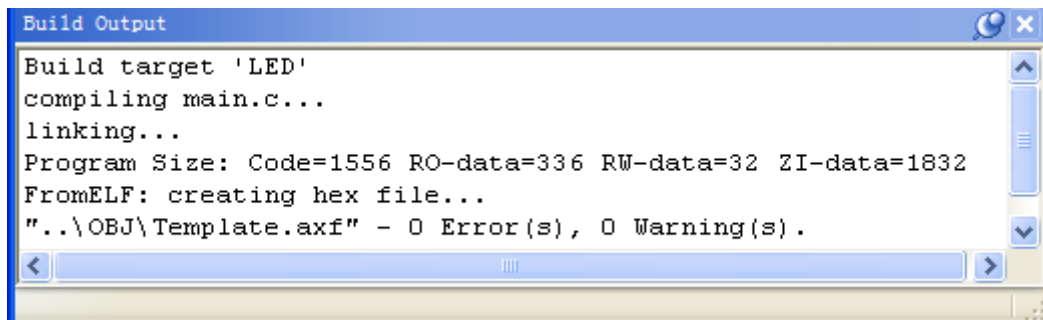 Build Output
Build target 'LED'
compiling main.c...
linking...
Program Size: Code=1556 RO-data=336 RW-data=32 ZI-data=1832
FromELF: creating hex file...
"..\OBJ\Template.axf" - 0 Error(s), 0 Warning(s).